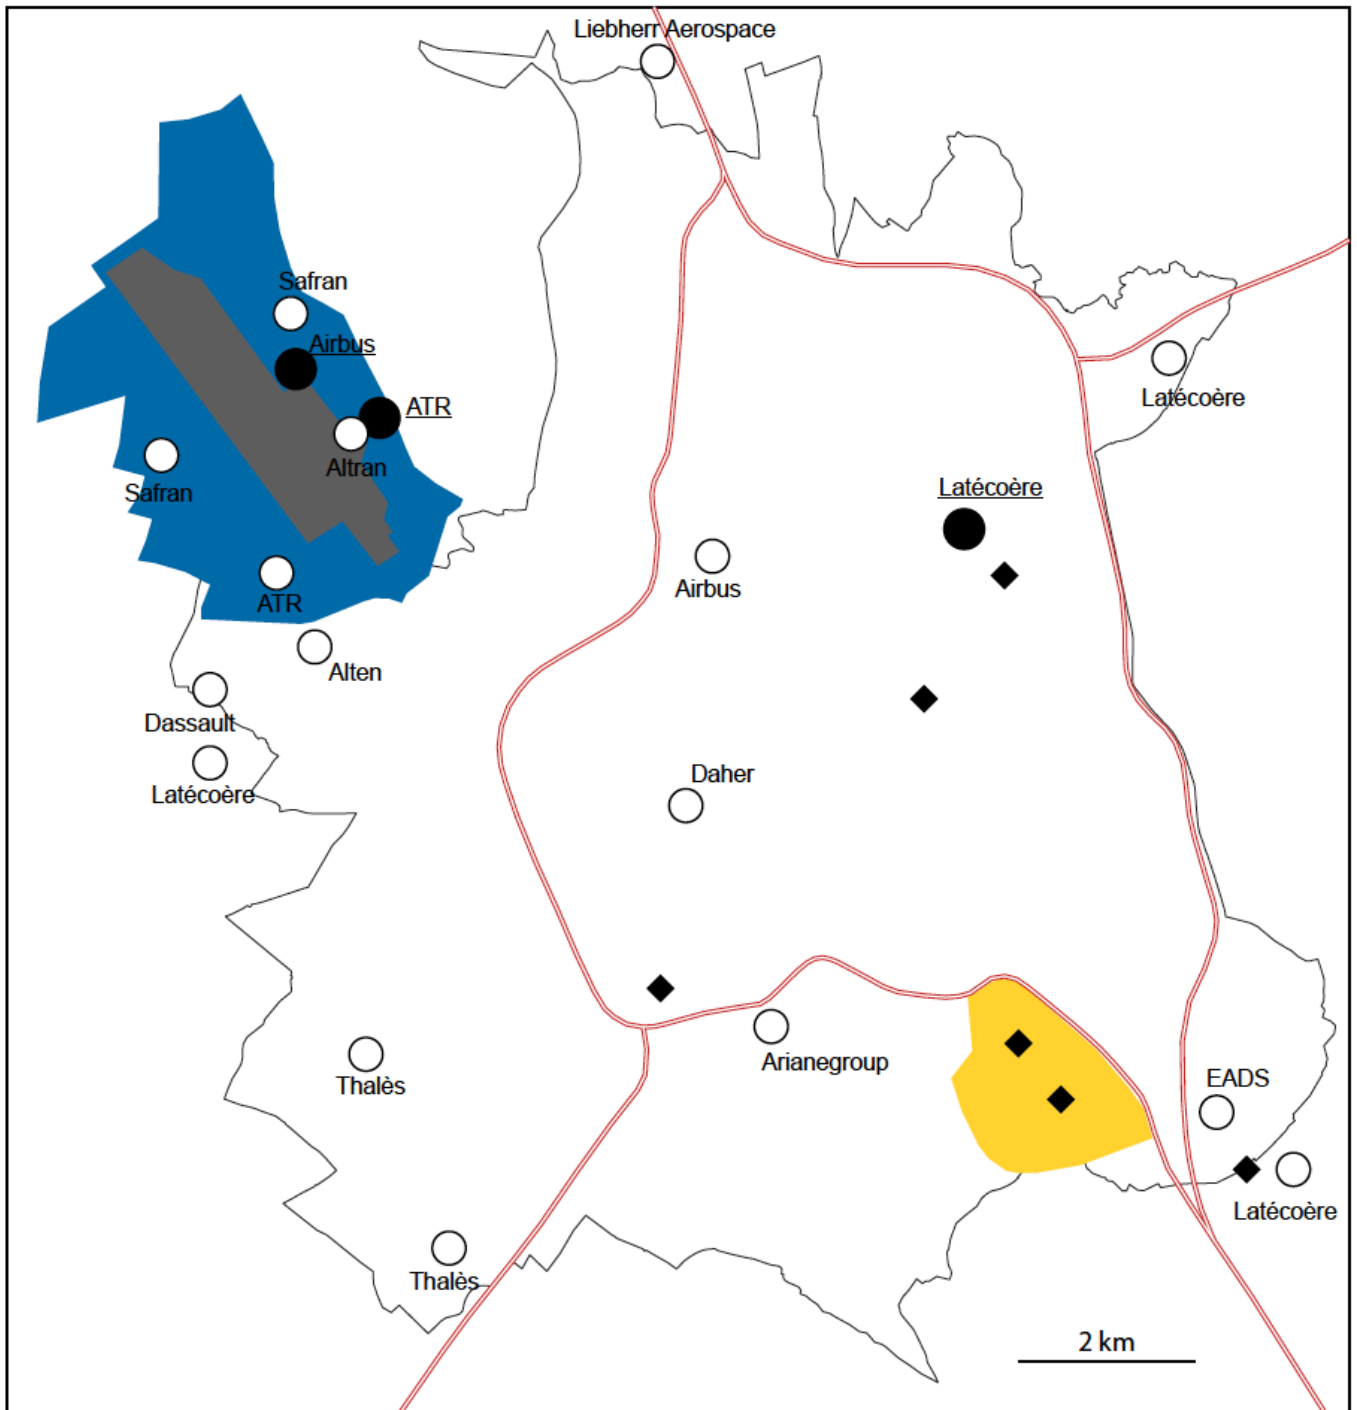 Liebherr Aerospace
Safran
Airbus
ATR
Altran
Safran
Latécoère
Latécoère
Airbus
ATR
Alten
Dassault
Latécoère
Daher
Arianegroup
Thalès
EADS
Latécoère
Thalès
2 km